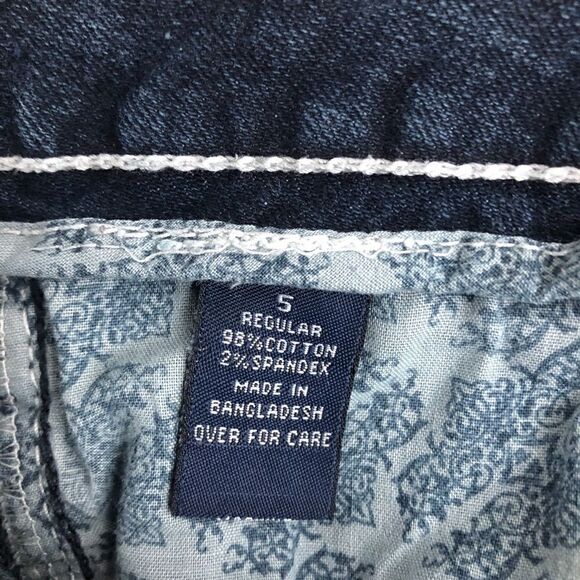 5
REGULAR
98%COTTON
2%SPANDEX
MADE IN
BANGLADESH
OVER FOR CARE